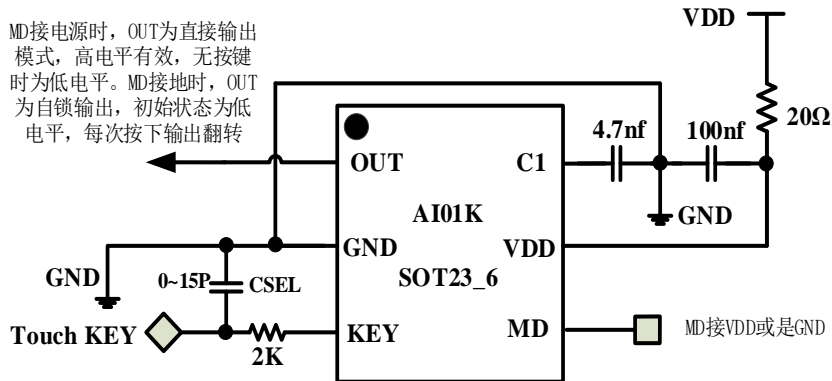 MD接电源时，OUT为直接输出
模式，高电平有效，无按键
时为低电平。MD接地时，OUT
为自锁输出，初始状态为低
电平，每次按下输出翻转
VDD
20Ω
4.7nf
100nf
OUT
C1
AI01K
GND
GND
VDD
GND
SOT23_6
0~15P
CSEL
Touch KEY
2K
KEY
MD
MD接VDD或是GND